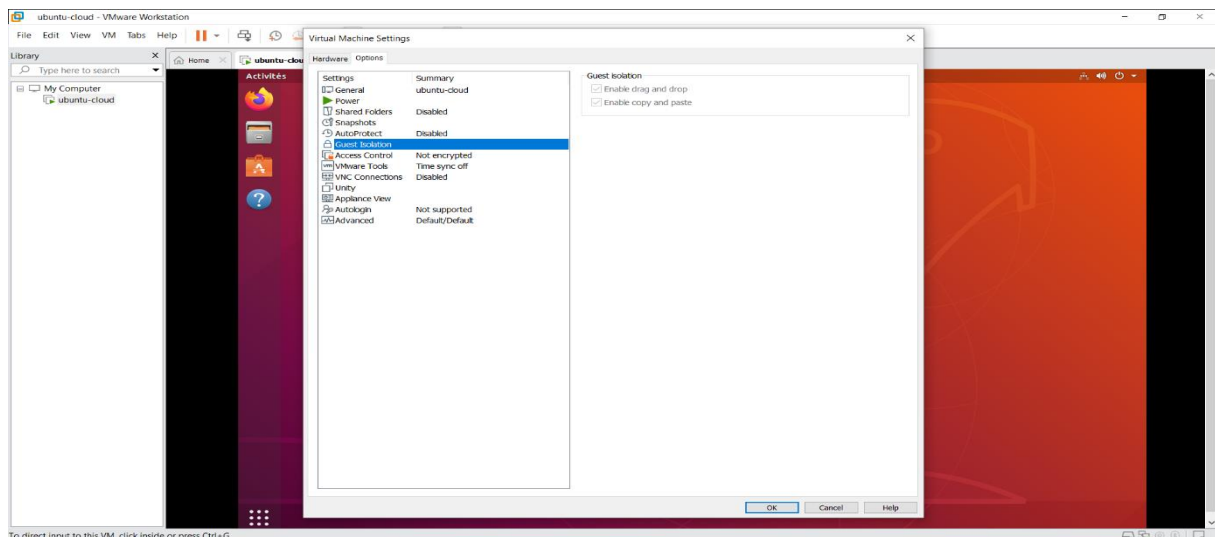 ubuntu-cloud - VMware Workstation
File Edit View VM Tabs Help
Library
Type here to search
My Computer
ubuntu-cloud
Home
ubuntu-clou
Activités
Virtual Machine Settings
Hardware Options
Settings Summary
General ubuntu-cloud
Power
Shared Folders Disabled
Snapshots
AutoProtect Disabled
Guest Isolation
Access Control Not encrypted
VMware Tools Time sync off
VNC Connections Disabled
Unity
Appliance View
Autologin Not supported
Advanced Default/Default
Guest isolation
Enable drag and drop
Enable copy and paste
OK Cancel Help
To direct input to this VM, click inside or press Ctrl+G.